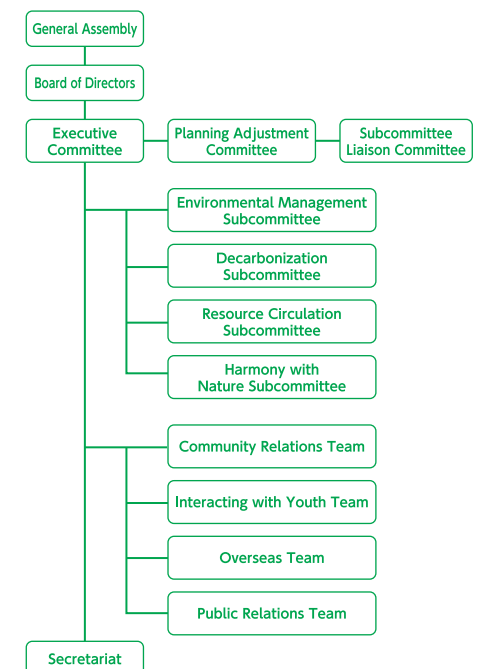 General Assembly
Board of Directors
Executive
Committee
Planning Adjustment
Committee
Subcommittee
Liaison Committee
Environmental Management
Subcommittee
Decarbonization
Subcommittee
Resource Circulation
Subcommittee
Harmony with
Nature Subcommittee
Community Relations Team
Interacting with Youth Team
Overseas Team
Public Relations Team
Secretariat